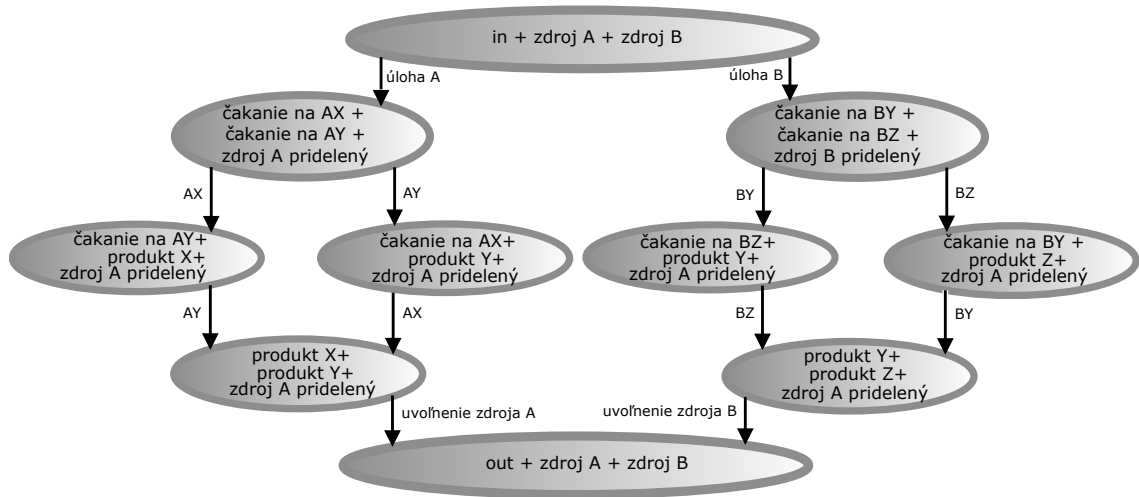 in + zdroj A + zdroj B
úloha A
úloha B
čakanie na AX +
čakanie na AY +
zdroj A pridelený
čakanie na BY +
čakanie na BZ +
zdroj B pridelený
AX
AY
BY
BZ
čakanie na AY+
produkt X+
zdroj A pridelený
čakanie na AX+
produkt Y+
zdroj A pridelený
čakanie na BZ+
produkt Y+
zdroj A pridelený
čakanie na BY +
produkt Z+
zdroj A pridelený
AY
AX
BZ
BY
produkt X+
produkt Y+
zdroj A pridelený
produkt Y+
produkt Z+
zdroj A pridelený
uvoľnenie zdroja A
uvoľnenie zdroja B
out + zdroj A + zdroj B